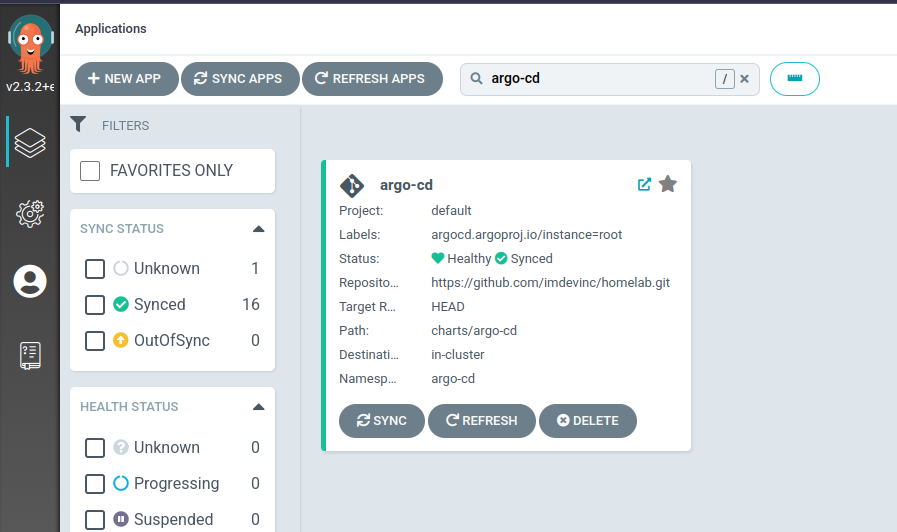 Applications
v2.3.2+e
NEW APP
SYNC APPS
REFRESH APPS
argo-cd
/
FILTERS
FAVORITES ONLY
SYNC STATUS
Unknown 1
Synced 16
OutOfSync 0
HEALTH STATUS
Unknown 0
Progressing 0
Suspended 0
argo-cd
Project: default
Labels: argocd.argoproj.io/instance=root
Status: Healthy Synced
Reposito... https://github.com/imdevinc/homelab.git
Target R... HEAD
Path: charts/argo-cd
Destinati... in-cluster
Namesp... argo-cd
SYNC
REFRESH
DELETE